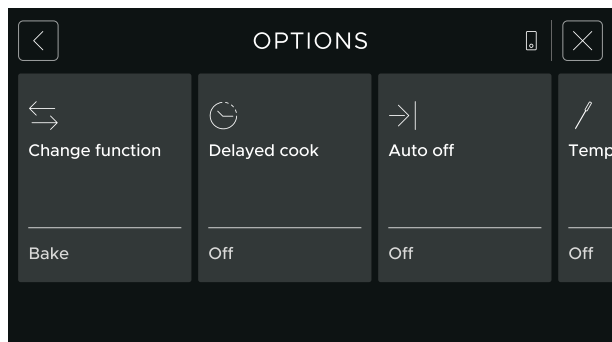 OPTIONS
Change function
Delayed cook
Auto off
Temp
Bake
Off
Off
Off